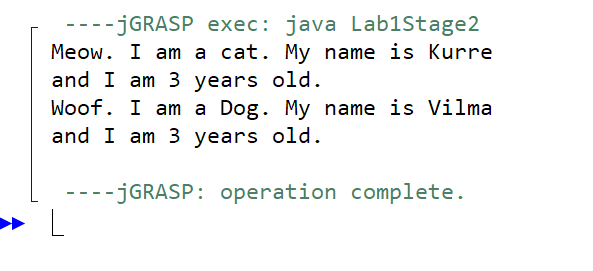 ----jGRASP exec: java Lab1Stage2
Meow. I am a cat. My name is Kurre
and I am 3 years old.
Woof. I am a Dog. My name is Vilma
and I am 3 years old.
----jGRASP: operation complete.